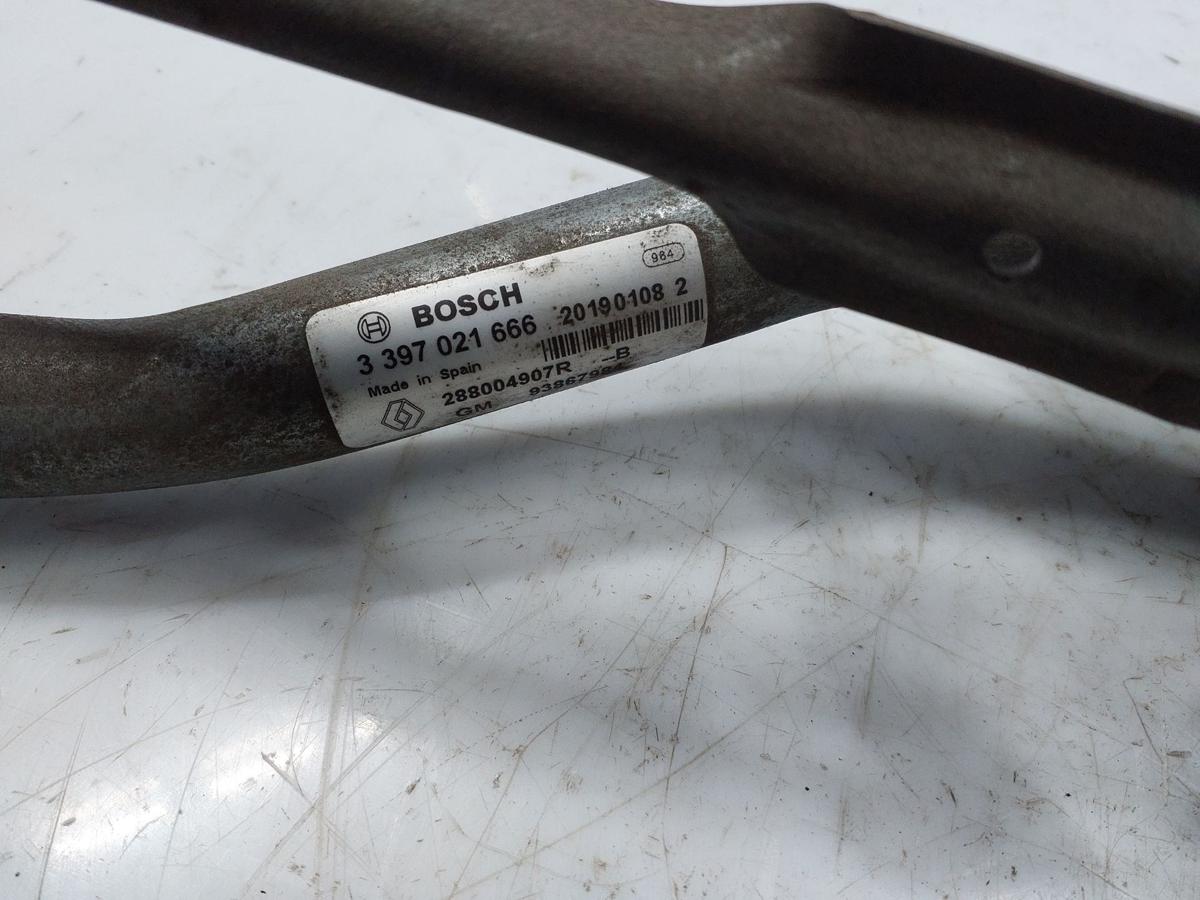 984
BOSCH
3 397 021 666 20190108 2
Made in Spain
288004907R --B
GM